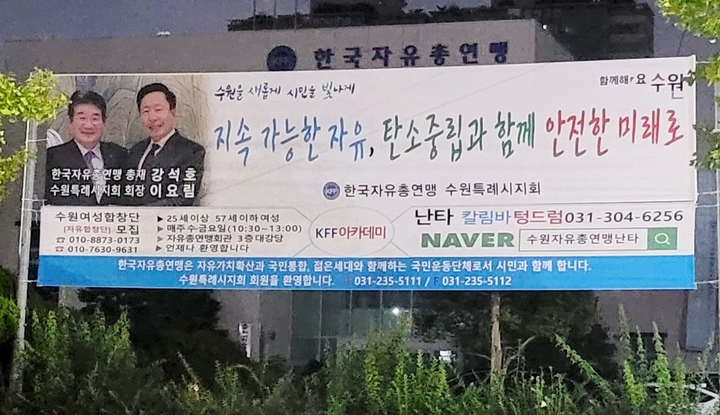 한국자유총연맹
수원을 새롭게 시민을 빛나게
함께해요 수원
지속 가능한 자유, 탄소중립과 함께 안전한 미래로
한국자유총연맹 총재 강석호
수원특례시지회 회장 이요림
KFF 한국자유총연맹 수원특례시지회
수원여성합창단
(자유합창단) 모집
☎ 010-8873-0173
☎ 010-7630-9631
▶ 25세이상 57세이하여성
▶ 매주 수·금요일(10:30~13:00)
▶ 자유총연맹회관 3층대강당
▶ 언제나 환영합니다
KFF아카데미
난타 칼림바 텅드럼 031-304-6256
NAVER 수원자유총연맹난타
한국자유총연맹은 자유가치확산과 국민통합, 젊은세대와 함께하는 국민운동단체로서 시민과 함께 합니다.
수원특례시지회 회원을 환영합니다. T 031-235-5111 / F 031-235-5112